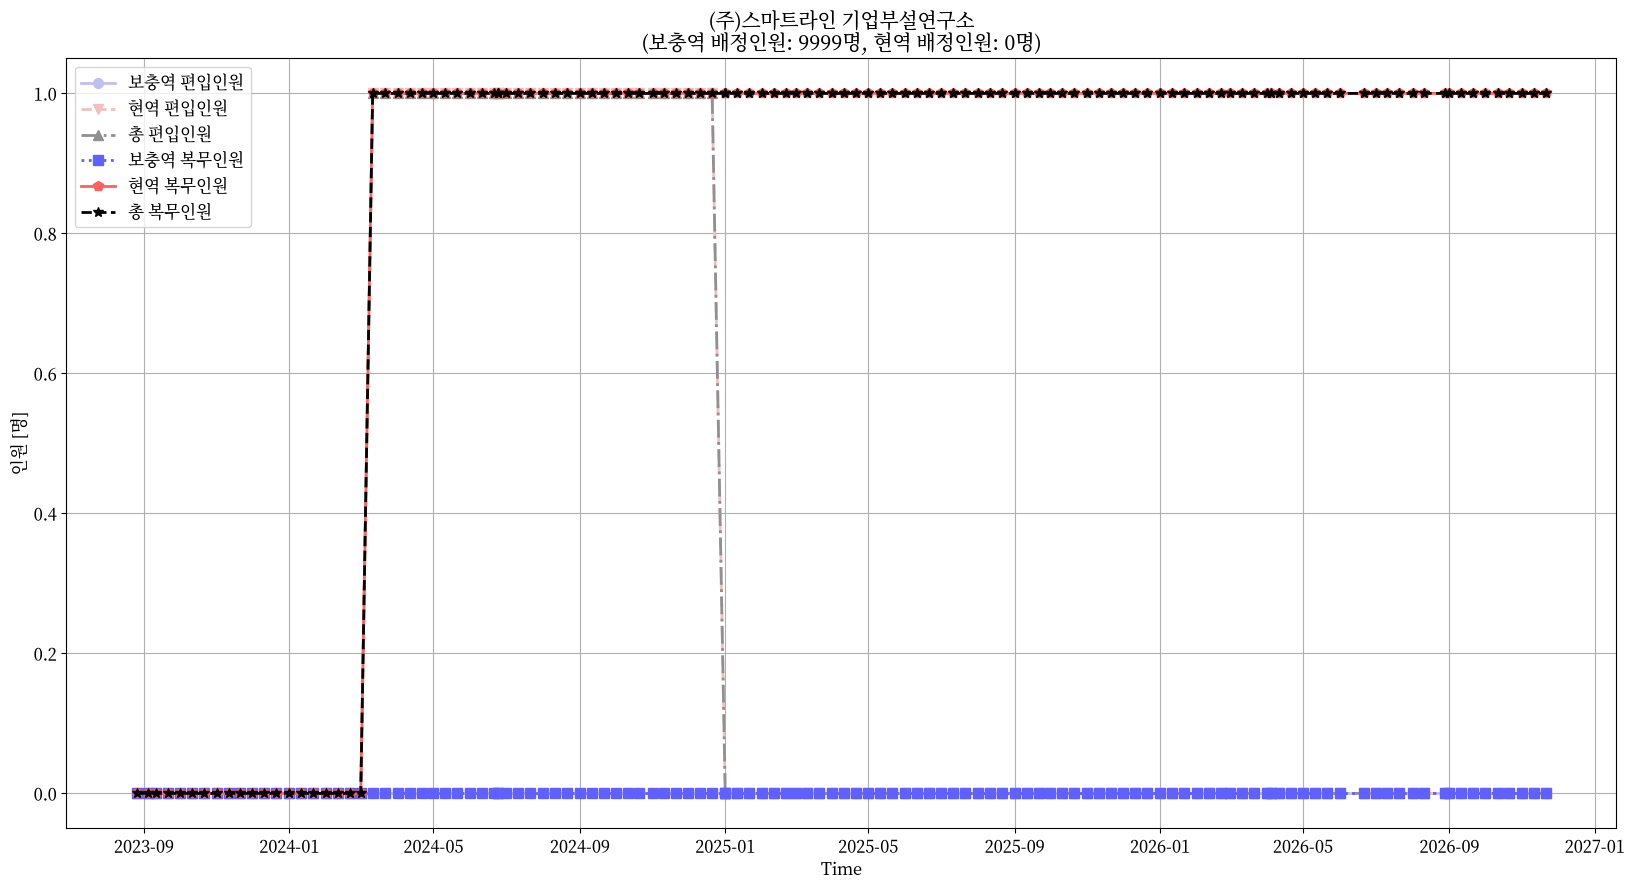 (주)스마트라인 기업부설연구소
(보충역 배정인원: 9999명, 현역 배정인원: 0명)
보충역 편입인원
현역 편입인원
총 편입인원
보충역 복무인원
현역 복무인원
총 복무인원
인원 [명]
1.0
0.8
0.6
0.4
0.2
0.0
2023-09
2024-01
2024-05
2024-09
2025-01
2025-05
2025-09
2026-01
2026-05
2026-09
2027-01
Time